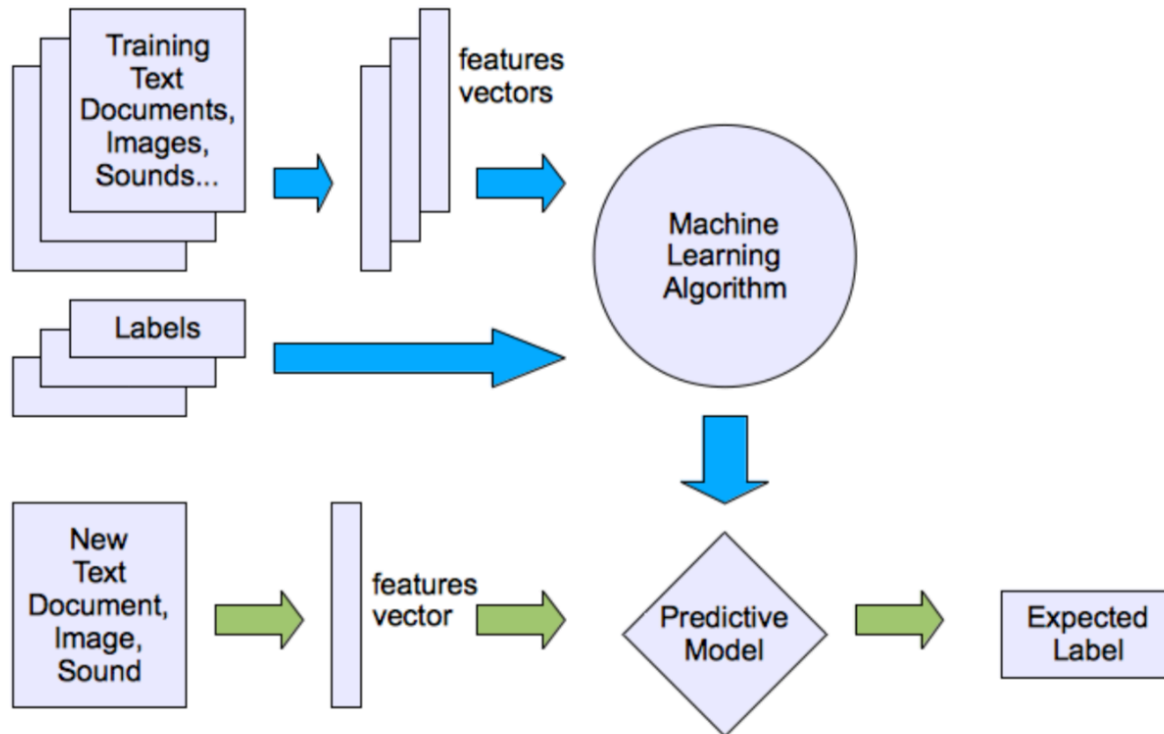 Training
Text
Documents,
Images,
Sounds...
features
vectors
Machine
Learning
Algorithm
Labels
New
Text
Document,
Image,
Sound
features
vector
Predictive
Model
Expected
Label